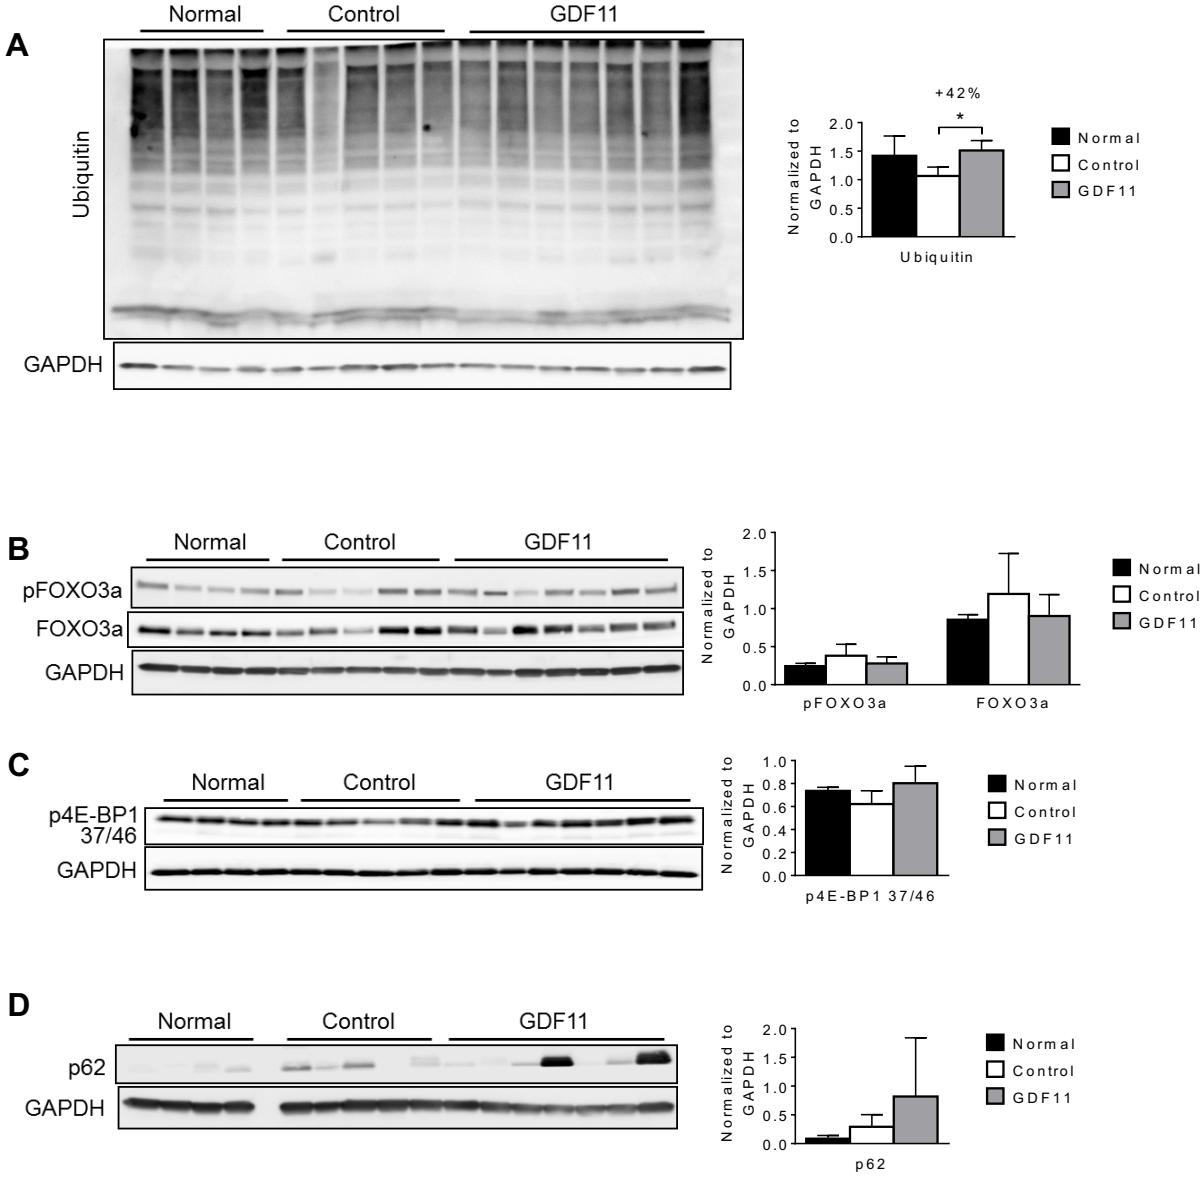 A
Normal Control GDF11
Ubiquitin
GAPDH
+42%
*
Normalized to
GAPDH
2.0
1.5
1.0
0.5
0.0
Ubiquitin
Normal
Control
GDF11
B
Normal Control GDF11
pFOXO3a
FOXO3a
GAPDH
Normalized to
GAPDH
2.0
1.5
1.0
0.5
0.0
pFOXO3a FOXO3a
Normal
Control
GDF11
C
Normal Control GDF11
p4E-BP1
37/46
GAPDH
Normalized to
GAPDH
1.0
0.8
0.6
0.4
0.2
0.0
p4E-BP1 37/46
Normal
Control
GDF11
D
Normal Control GDF11
p62
GAPDH
Normalized to
GAPDH
2.0
1.5
1.0
0.5
0.0
p62
Normal
Control
GDF11